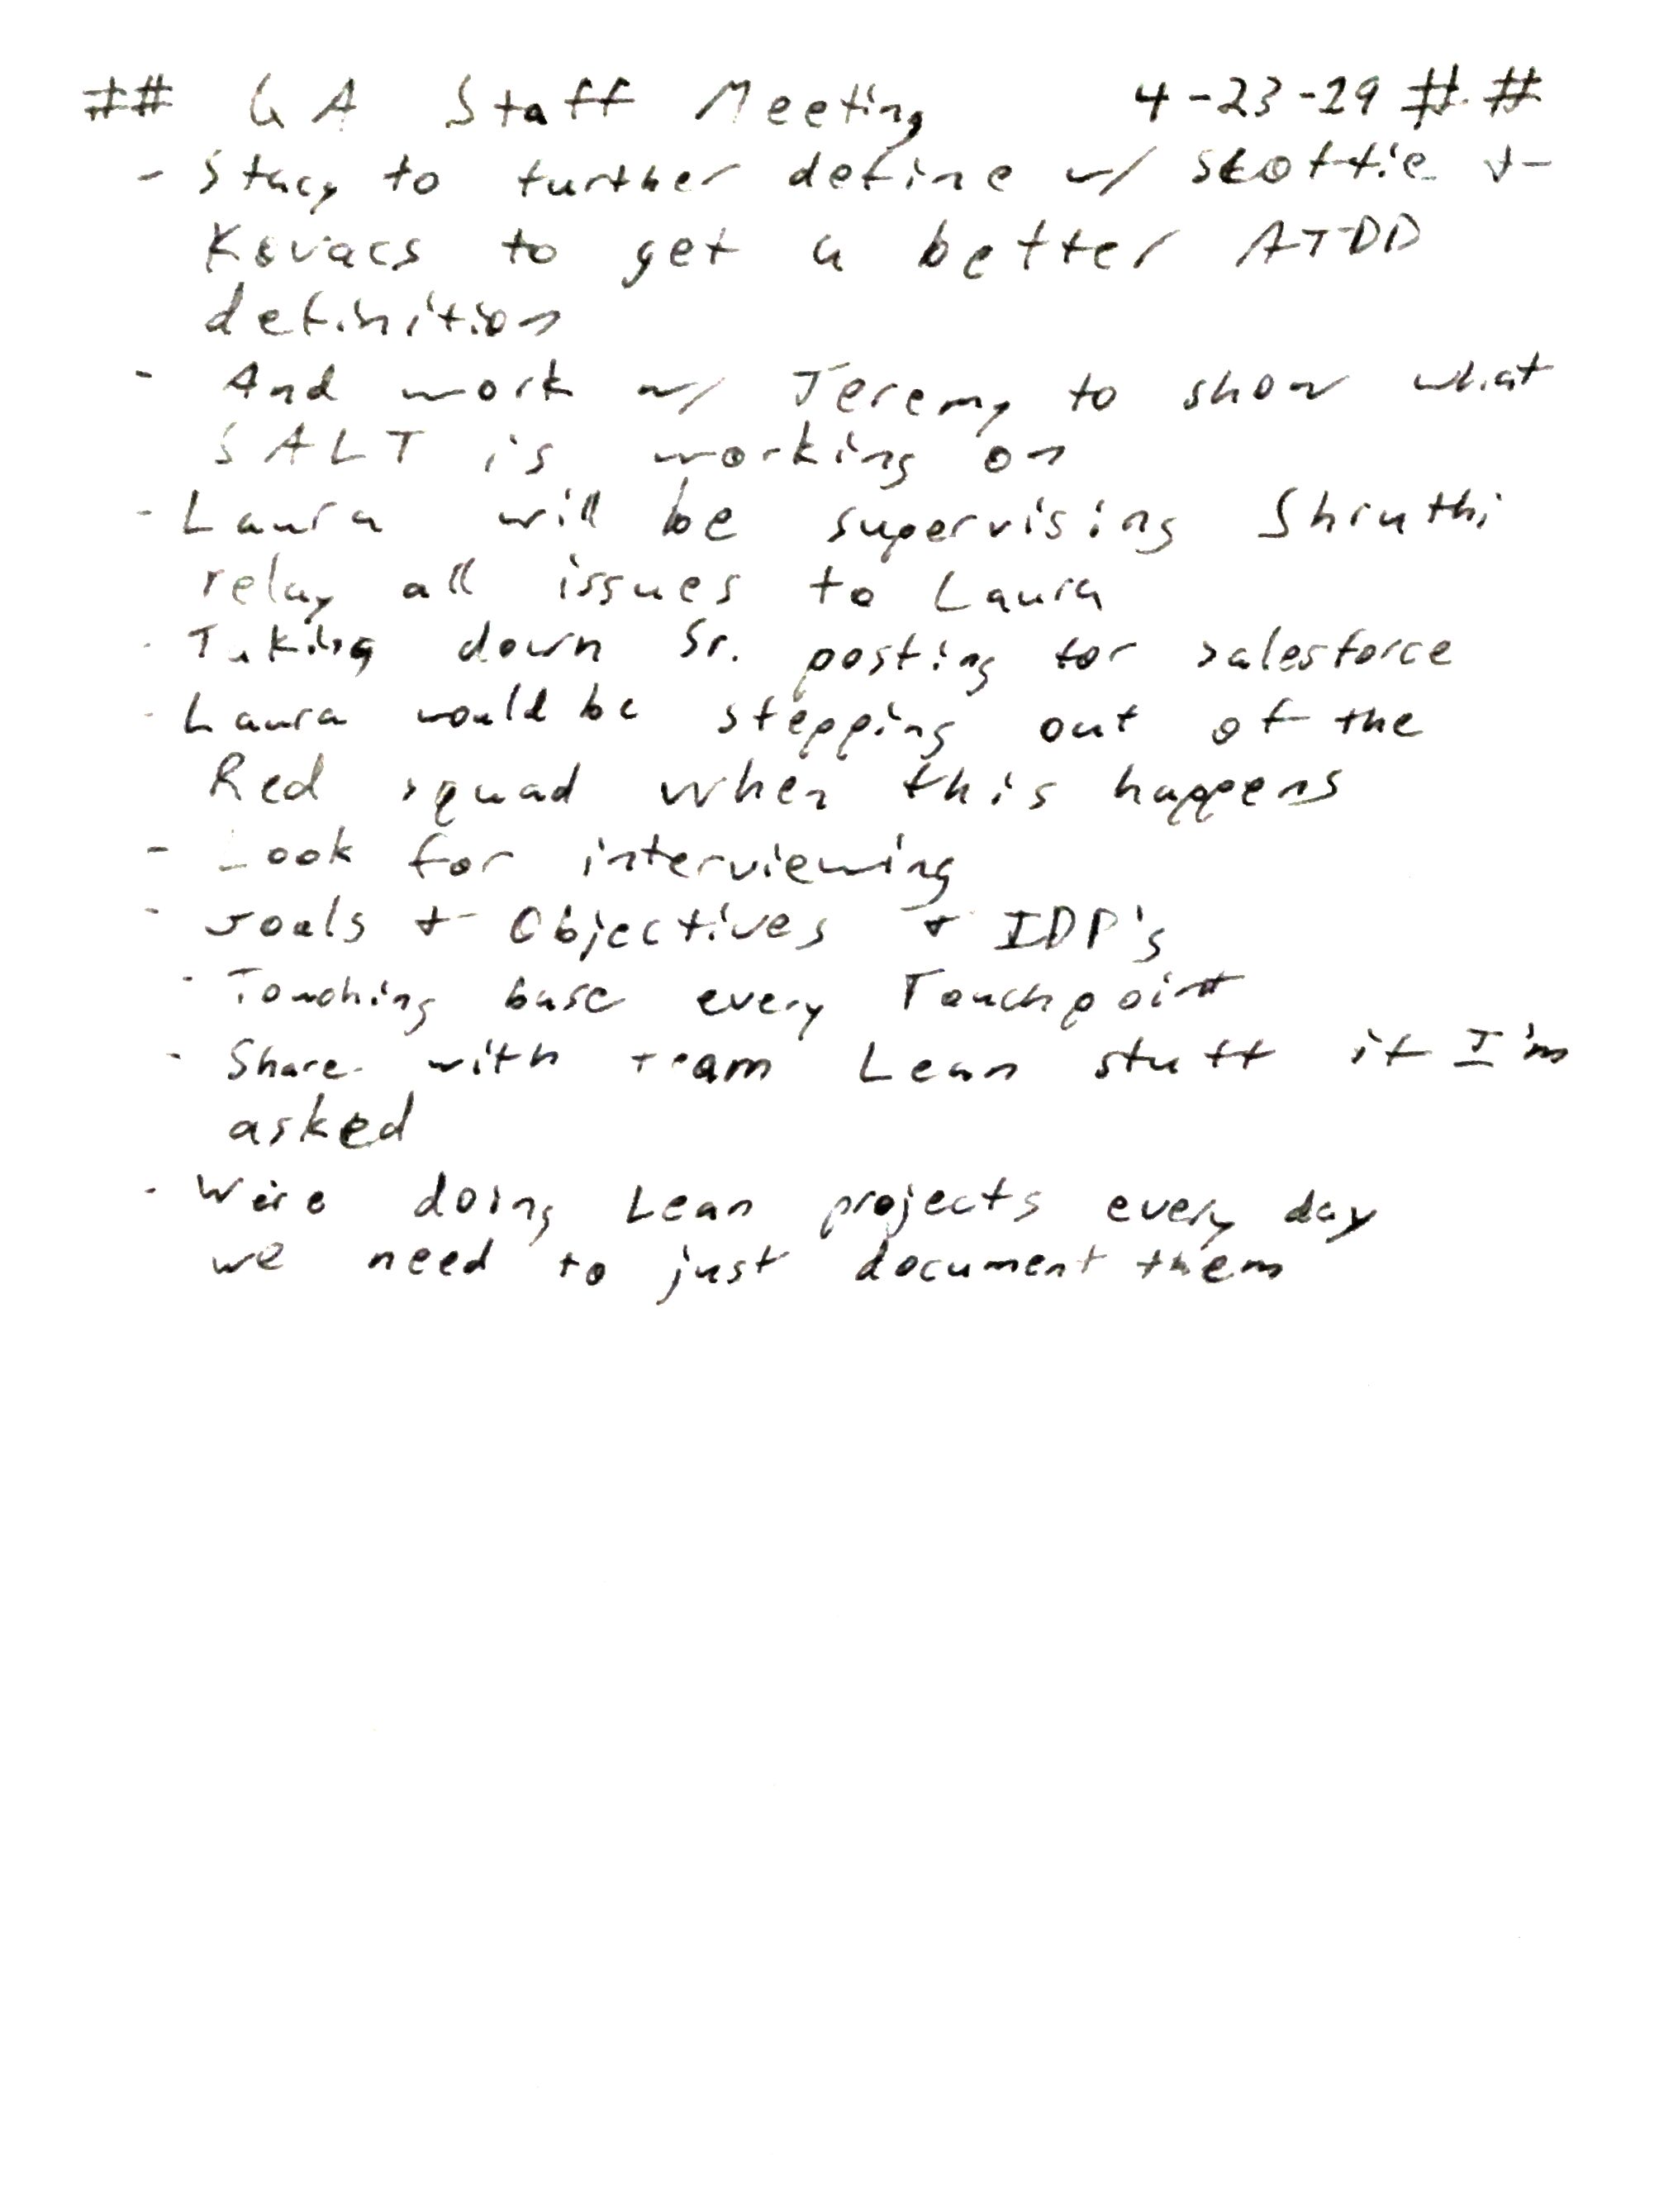 ## QA Staff Meeting 4-23-19 ##
- Stacy to further define w/ Scottie +
Kovacs to get a better ATDD
definition
- And work w/ Jeremy to show what
SALT is working on
- Laura will be supervising Shruthi
relay all issues to Laura
- Taking down Sr. posting for salesforce
- Laura would be stepping out of the
Red squad when this happens
- Look for interviewing
- Goals + Objectives + IDP's
- Touching base every Touchpoint
- Share with team Lean stuff if I'm
asked
- We're doing Lean projects every day
we need to just document them